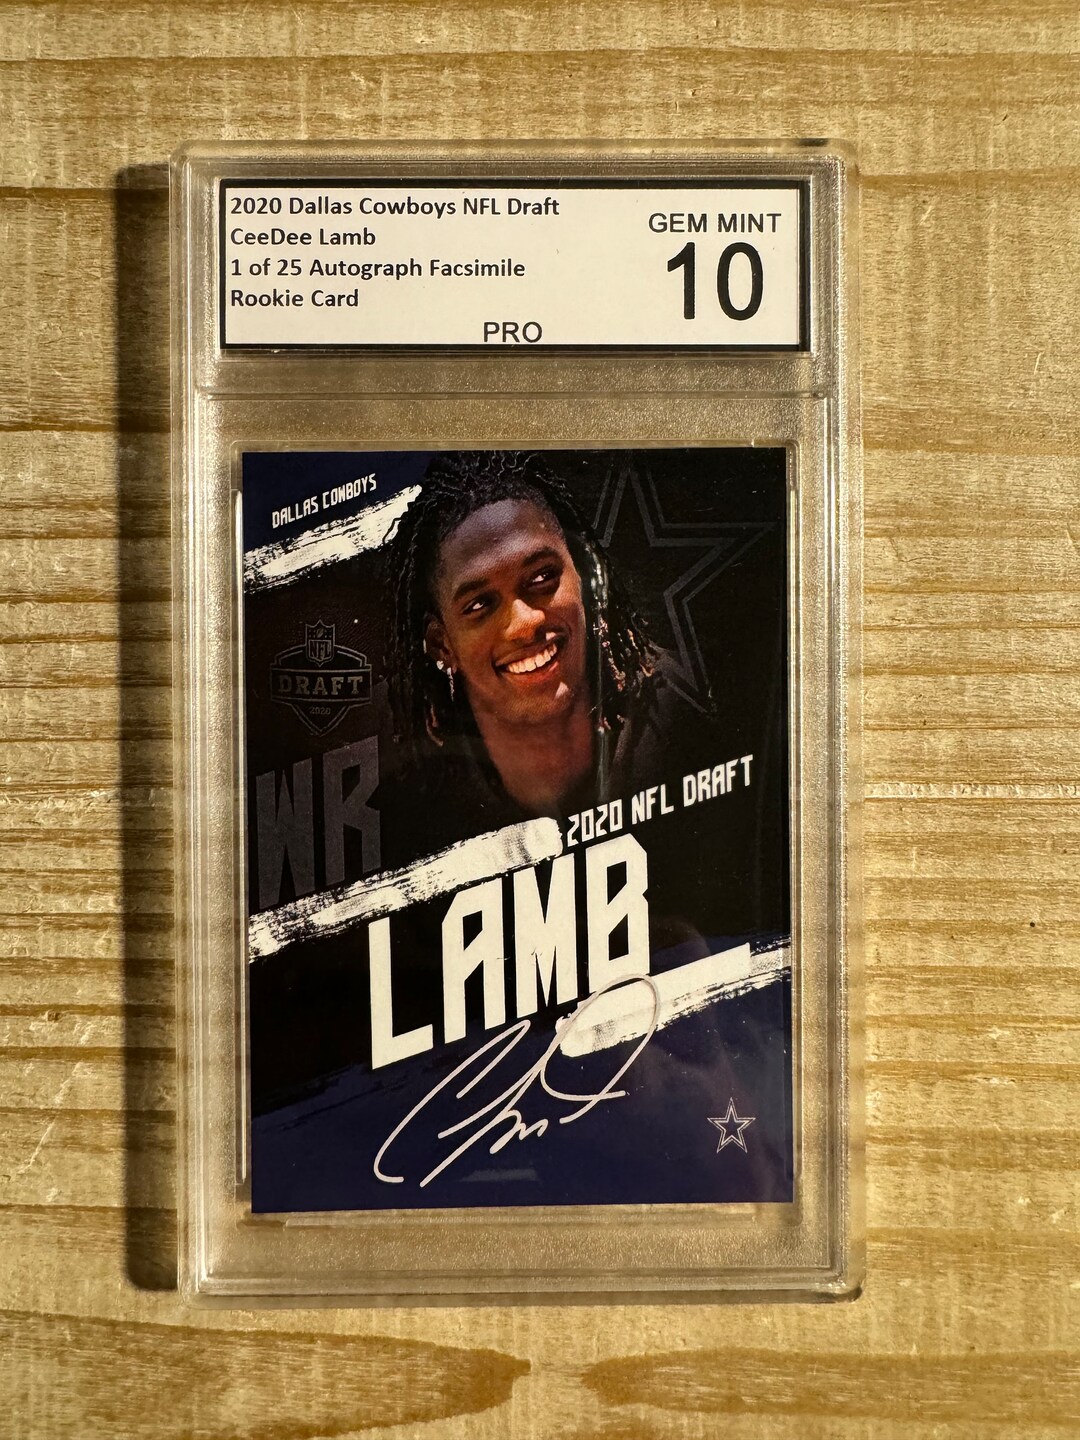 2020 Dallas Cowboys NFL Draft
CeeDee Lamb
1 of 25 Autograph Facsimile
Rookie Card
GEM MINT
10
PRO
DALLAS COWBOYS
NFL
DRAFT
2020
WR
2020 NFL DRAFT
LAMB